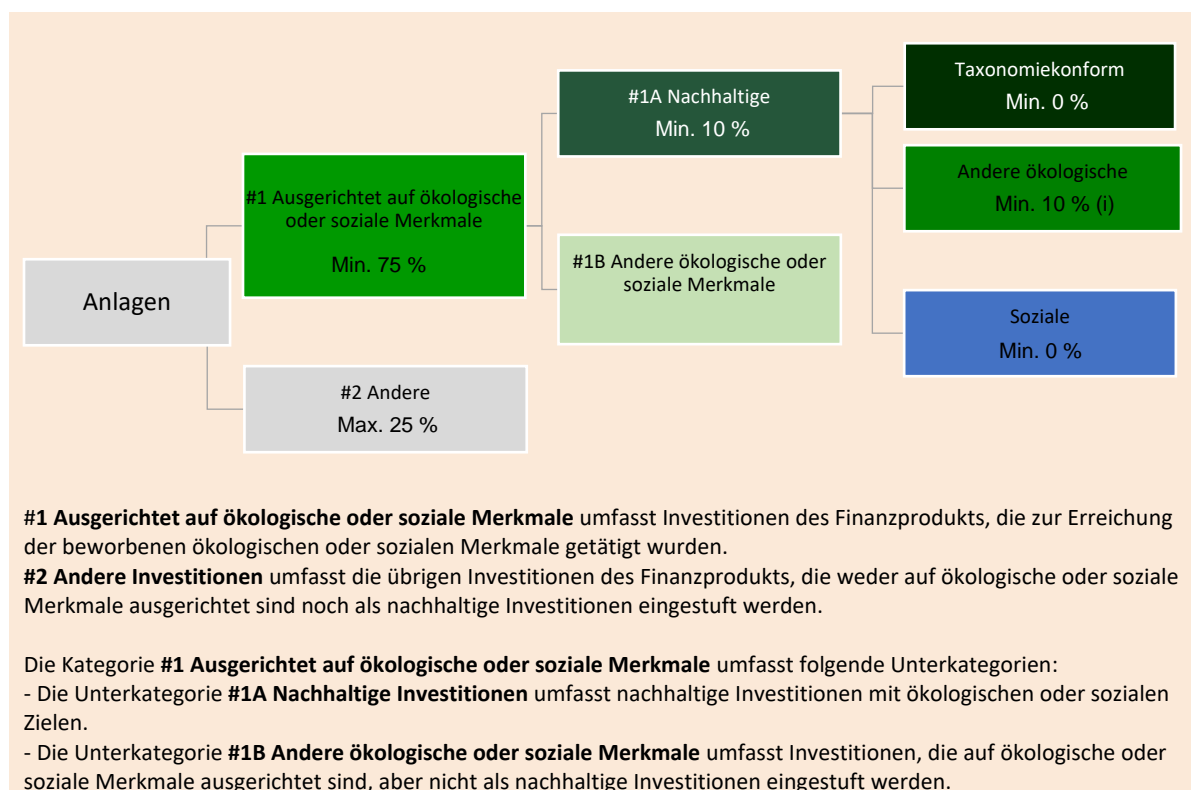 Anlagen
#1 Ausgerichtet auf ökologische
oder soziale Merkmale
Min. 75 %
#2 Andere
Max. 25 %
#1A Nachhaltige
Min. 10 %
#1B Andere ökologische oder
soziale Merkmale
Taxonomiekonform
Min. 0 %
Andere ökologische
Min. 10 % (i)
Soziale
Min. 0 %
#1 Ausgerichtet auf ökologische oder soziale Merkmale umfasst Investitionen des Finanzprodukts, die zur Erreichung
der beworbenen ökologischen oder sozialen Merkmale getätigt wurden.
#2 Andere Investitionen umfasst die übrigen Investitionen des Finanzprodukts, die weder auf ökologische oder soziale
Merkmale ausgerichtet sind noch als nachhaltige Investitionen eingestuft werden.
Die Kategorie #1 Ausgerichtet auf ökologische oder soziale Merkmale umfasst folgende Unterkategorien:
- Die Unterkategorie #1A Nachhaltige Investitionen umfasst nachhaltige Investitionen mit ökologischen oder sozialen
Zielen.
- Die Unterkategorie #1B Andere ökologische oder soziale Merkmale umfasst Investitionen, die auf ökologische oder
soziale Merkmale ausgerichtet sind, aber nicht als nachhaltige Investitionen eingestuft werden.